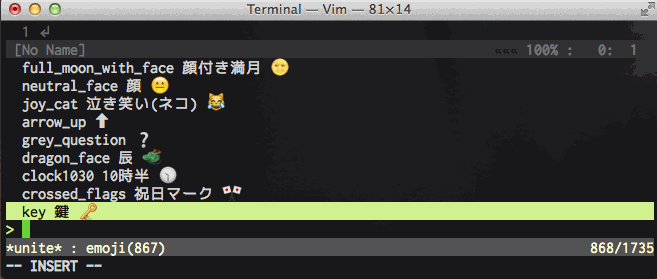 Terminal — Vim — 81×14
1 ↲
[No Name] ««« 100% : 0: 1
full_moon_with_face 顔付き満月 🌝
neutral_face 顔 😐
joy_cat 泣き笑い(ネコ) 😹
arrow_up ⬆
grey_question ❔
dragon_face 辰 🐲
clock1030 10時半 🕥
crossed_flags 祝日マーク 🎌
key 鍵 🔑
>
*unite* : emoji(867) 868/1735
-- INSERT --